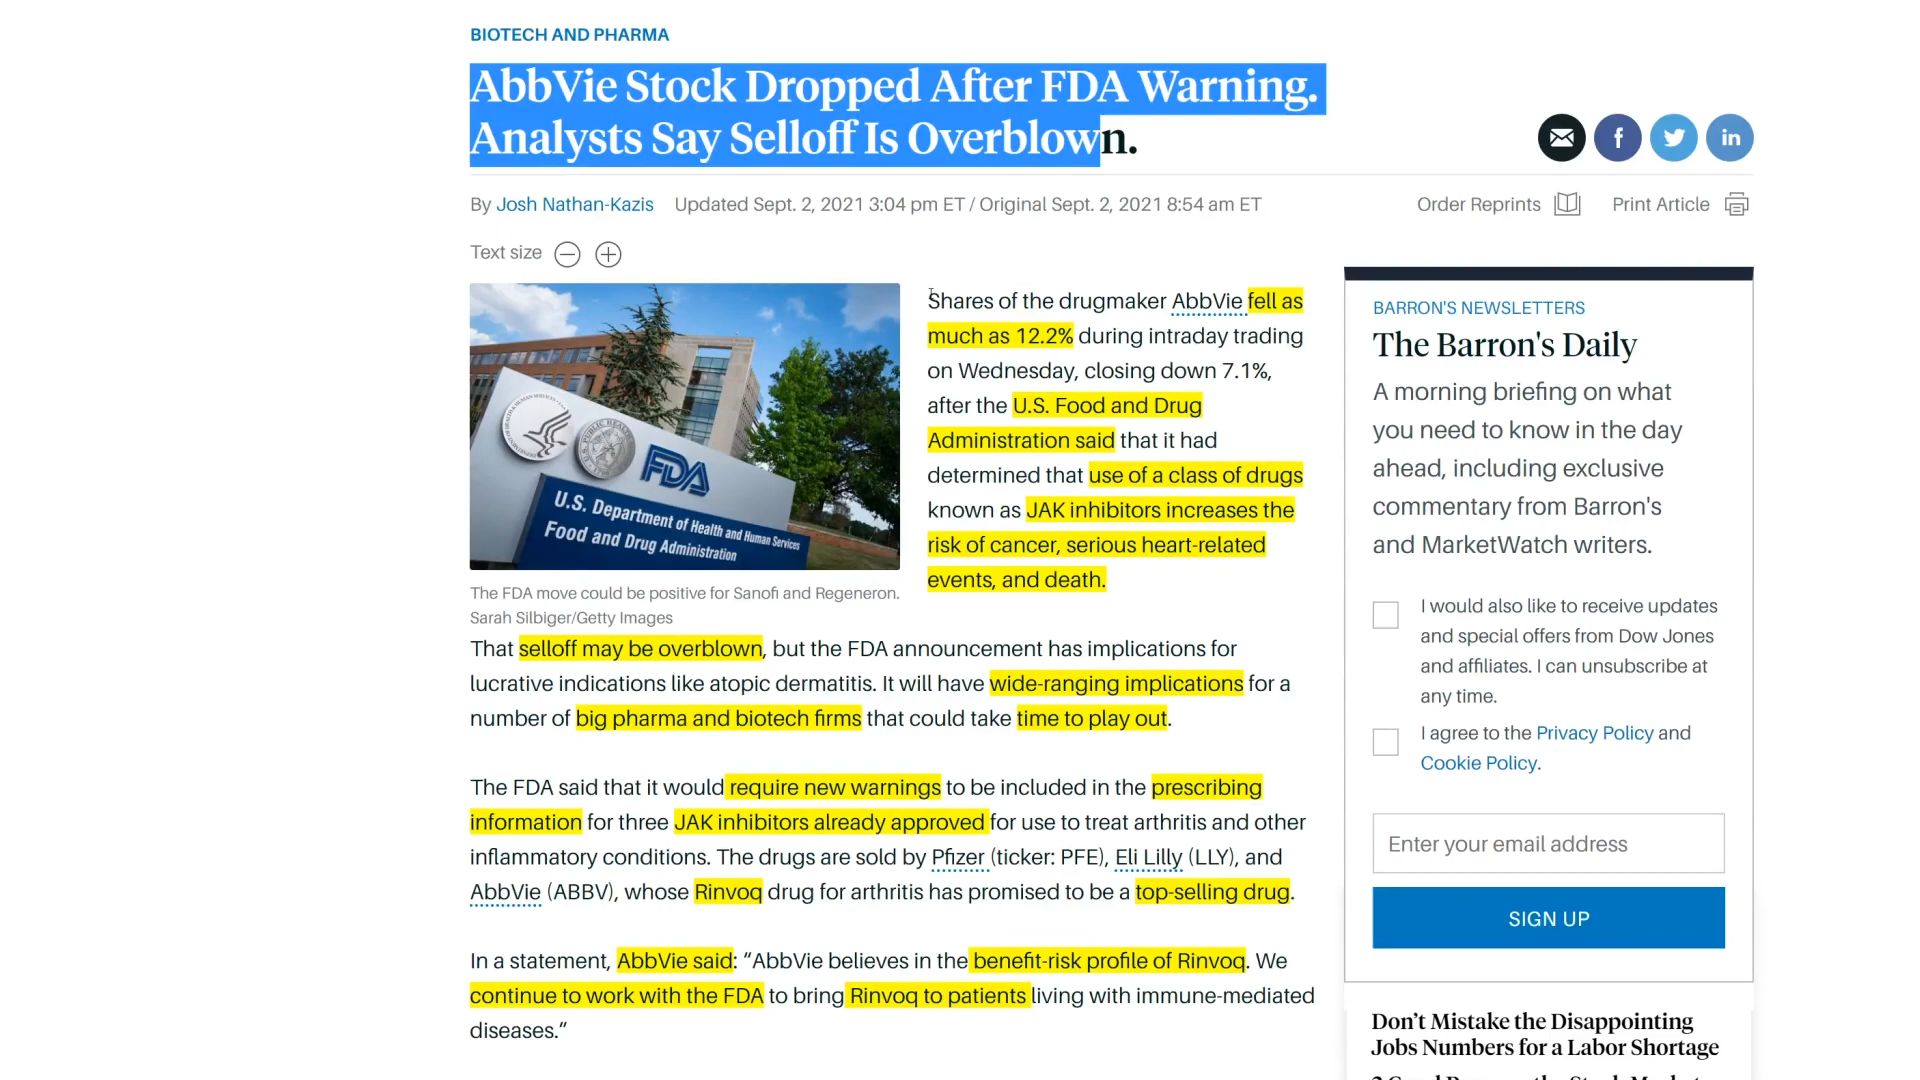 BIOTECH AND PHARMA
AbbVie Stock Dropped After FDA Warning.
Analysts Say Selloff Is Overblown.
By Josh Nathan-Kazis Updated Sept. 2, 2021 3:04 pm ET / Original Sept. 2, 2021 8:54 am ET
Order Reprints
Print Article
Text size
FDA
U.S. Department of Health and Human Services
Food and Drug Administration
The FDA move could be positive for Sanofi and Regeneron.
Sarah Silbiger/Getty Images
Shares of the drugmaker AbbVie fell as
much as 12.2% during intraday trading
on Wednesday, closing down 7.1%,
after the U.S. Food and Drug
Administration said that it had
determined that use of a class of drugs
known as JAK inhibitors increases the
risk of cancer, serious heart-related
events, and death.
That selloff may be overblown, but the FDA announcement has implications for
lucrative indications like atopic dermatitis. It will have wide-ranging implications for a
number of big pharma and biotech firms that could take time to play out.
The FDA said that it would require new warnings to be included in the prescribing
information for three JAK inhibitors already approved for use to treat arthritis and other
inflammatory conditions. The drugs are sold by Pfizer (ticker: PFE), Eli Lilly (LLY), and
AbbVie (ABBV), whose Rinvoq drug for arthritis has promised to be a top-selling drug.
In a statement, AbbVie said: “AbbVie believes in the benefit-risk profile of Rinvoq. We
continue to work with the FDA to bring Rinvoq to patients living with immune-mediated
diseases.”
BARRON'S NEWSLETTERS
The Barron's Daily
A morning briefing on what
you need to know in the day
ahead, including exclusive
commentary from Barron's
and MarketWatch writers.
I would also like to receive updates
and special offers from Dow Jones
and affiliates. I can unsubscribe at
any time.
I agree to the Privacy Policy and
Cookie Policy.
Enter your email address
SIGN UP
Don’t Mistake the Disappointing
Jobs Numbers for a Labor Shortage